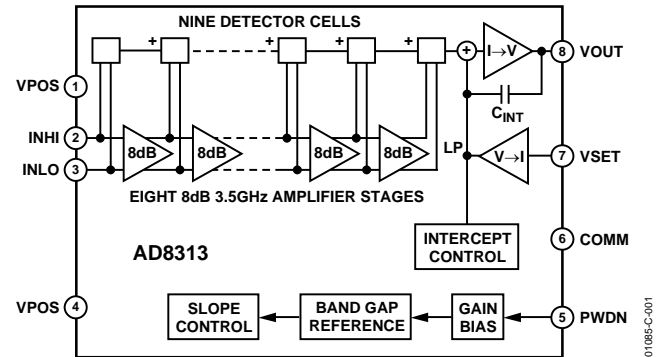 NINE DETECTOR CELLS
+ + + + +
I→V
8 VOUT
VPOS 1
CINT
INHI 2
8dB 8dB 8dB 8dB
LP
V→I
7 VSET
INLO 3
EIGHT 8dB 3.5GHz AMPLIFIER STAGES
INTERCEPT
CONTROL
6 COMM
AD8313
VPOS 4
SLOPE
CONTROL
BAND GAP
REFERENCE
GAIN
BIAS
5 PWDN
01085-C-001